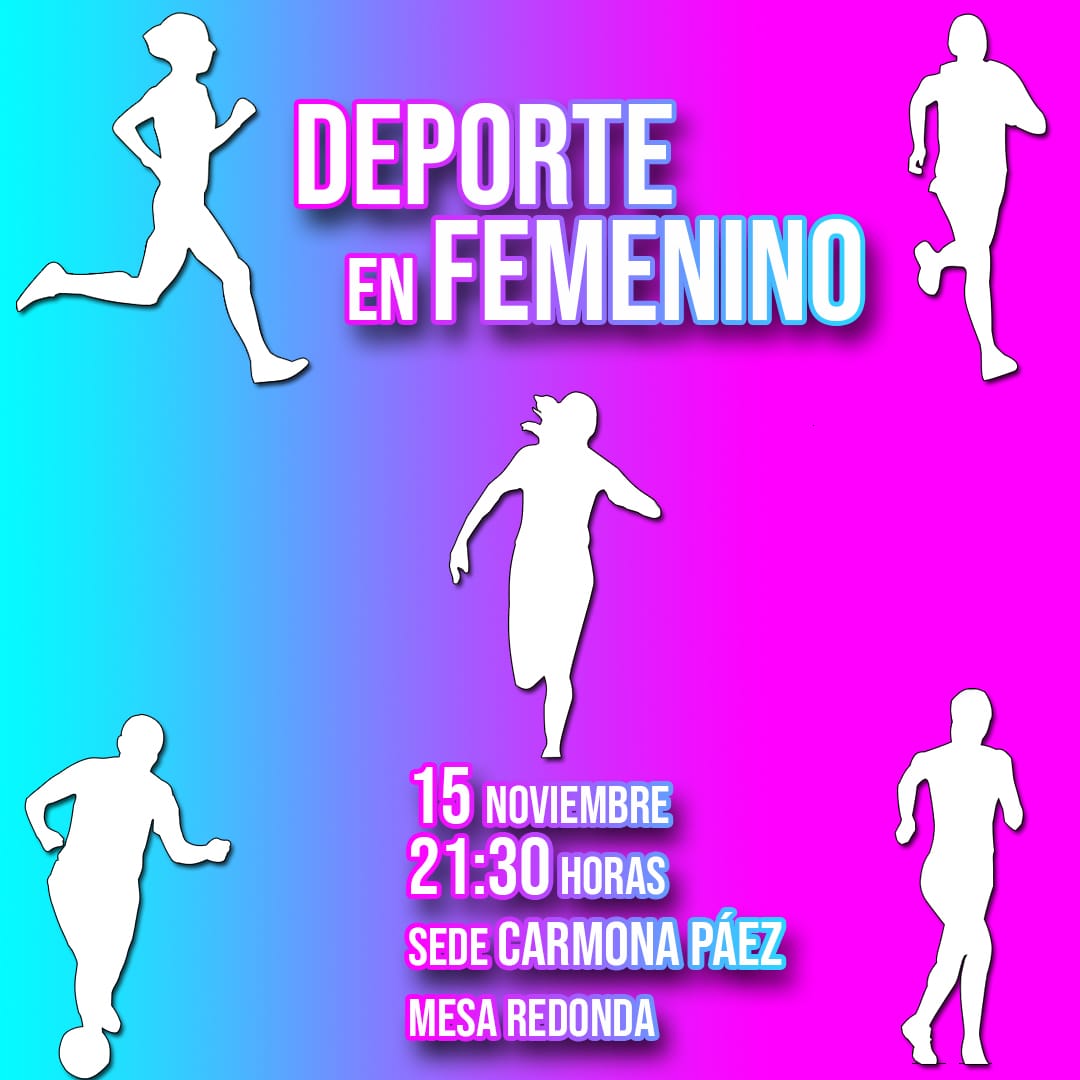 DEPORTE
EN FEMENINO
15 NOVIEMBRE
21:30 HORAS
SEDE CARMONA PÁEZ
MESA REDONDA